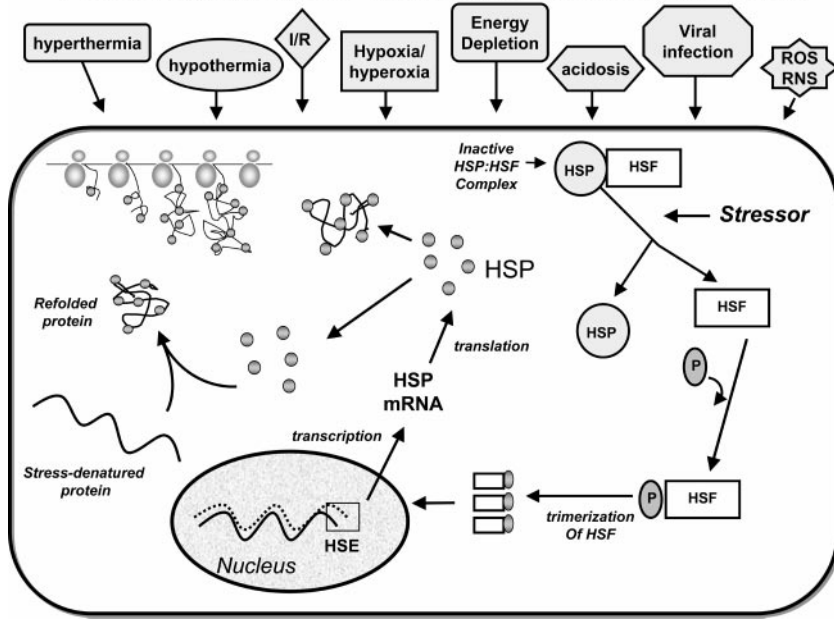 hyperthermia
hypothermia
I/R
Hypoxia/
hyperoxia
Energy
Depletion
acidosis
Viral
infection
ROS
RNS
Inactive
HSP:HSF
Complex
HSP
HSF
Stressor
HSP
Refolded
protein
HSP
HSF
translation
P
HSP
mRNA
transcription
Stress-denatured
protein
P
HSF
trimerization
Of HSF
HSE
Nucleus